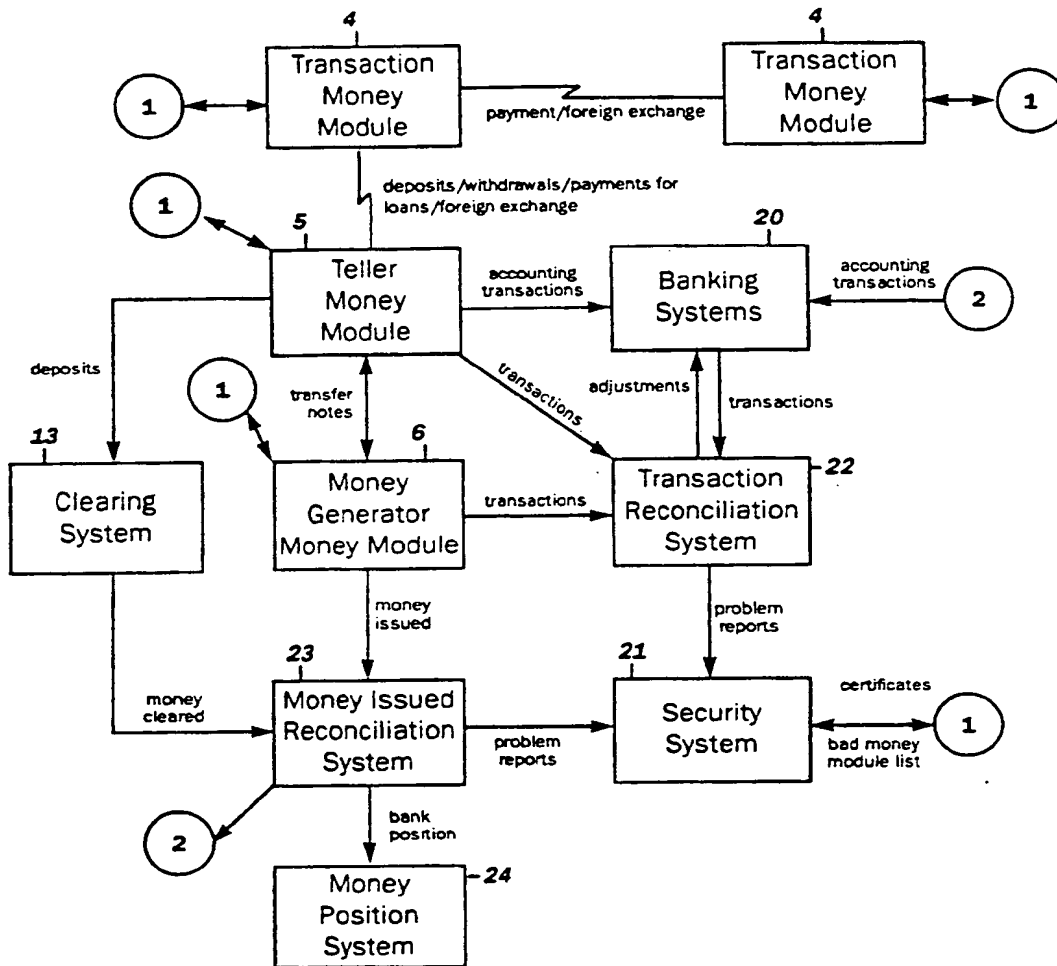 4
4
Transaction
Money
Module
Transaction
Money
Module
1
1
payment/foreign exchange
deposits/withdrawals/payments for
loans/foreign exchange
1
5
20
Teller
Money
Module
accounting
transactions
Banking
Systems
accounting
transactions
2
deposits
1
transfer
notes
transactions
adjustments
transactions
13
6
22
Clearing
System
Money
Generator
Money Module
transactions
Transaction
Reconciliation
System
money
issued
problem
reports
23
21
money
cleared
Money Issued
Reconciliation
System
problem
reports
Security
System
certificates
1
bad money
module list
2
bank
position
24
Money
Position
System